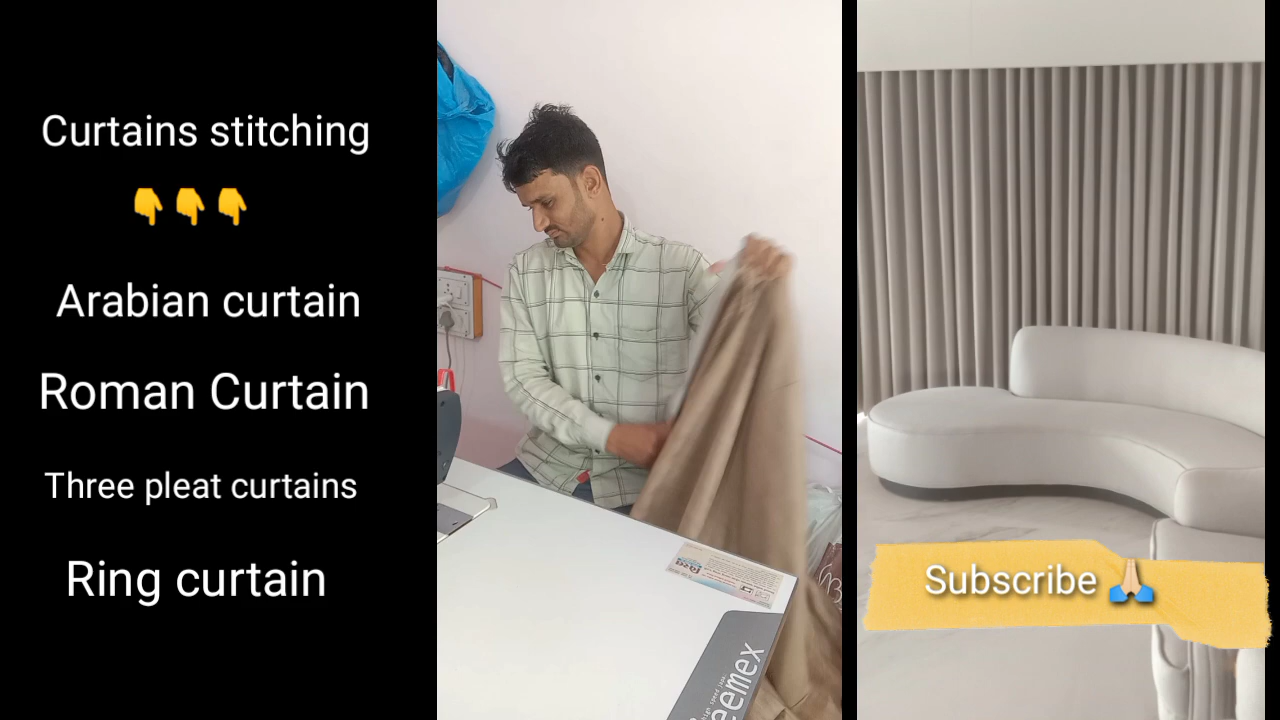 Curtains stitching
👇👇👇
Arabian curtain
Roman Curtain
Three pleat curtains
Ring curtain
Subscribe 🙏🏻